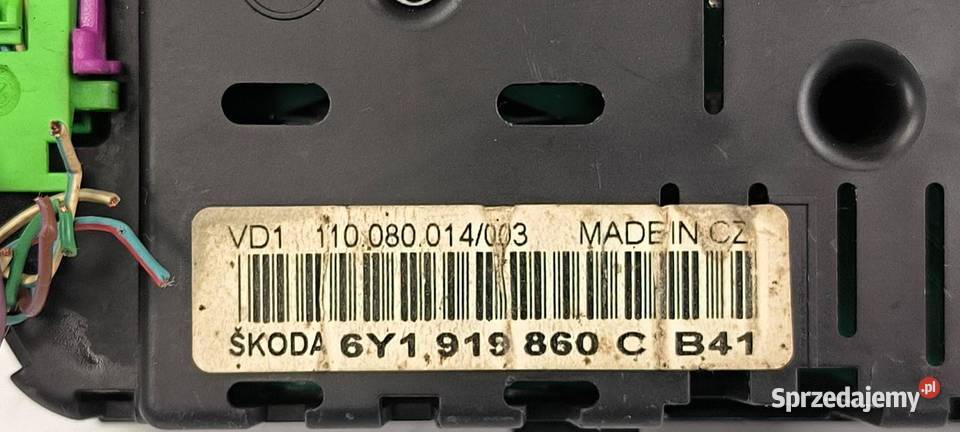 VD1 110.080.014/003 MADE IN CZ
ŠKODA 6Y1 919 860 C B41
Sprzedajemy.pl